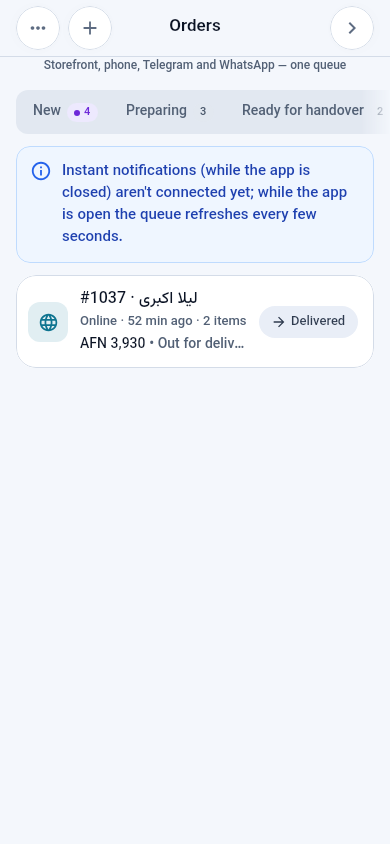 Orders
Storefront, phone, Telegram and WhatsApp — one queue
New 4 Preparing 3 Ready for handover 2
Instant notifications (while the app is
closed) aren't connected yet; while the app
is open the queue refreshes every few
seconds.
#1037 · لیلا اکبری
Online · 52 min ago · 2 items
AFN 3,930 • Out for deliv...
Delivered